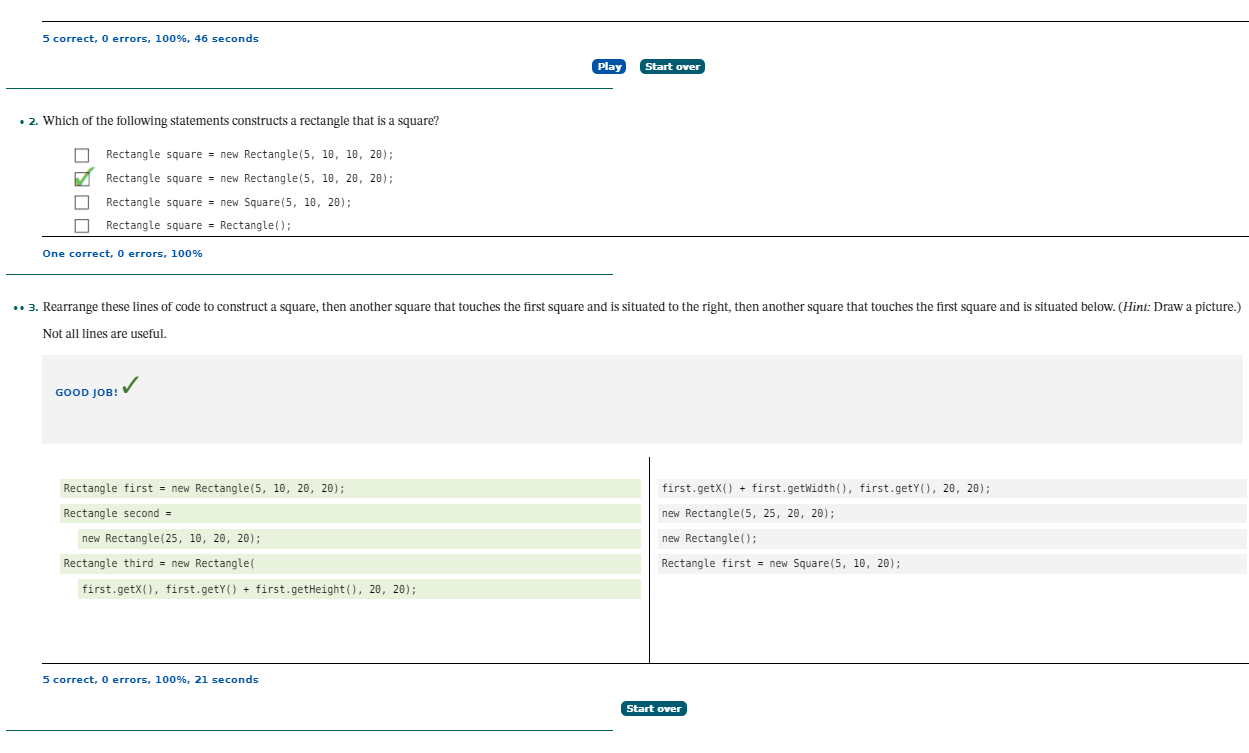 5 correct, 0 errors, 100%, 46 seconds
Play Start over
•• 2. Which of the following statements constructs a rectangle that is a square?
Rectangle square = new Rectangle(5, 10, 10, 20);
Rectangle square = new Rectangle(5, 10, 20, 20);
Rectangle square = new Square(5, 10, 20);
Rectangle square = Rectangle();
One correct, 0 errors, 100%
•• 3. Rearrange these lines of code to construct a square, then another square that touches the first square and is situated to the right, then another square that touches the first square and is situated below. (Hint: Draw a picture.)
Not all lines are useful.
GOOD JOB!
Rectangle first = new Rectangle(5, 10, 20, 20);
Rectangle second =
new Rectangle(25, 10, 20, 20);
Rectangle third = new Rectangle(
first.getX(), first.getY() + first.getHeight(), 20, 20);
first.getX() + first.getWidth(), first.getY(), 20, 20);
new Rectangle(5, 25, 20, 20);
new Rectangle();
Rectangle first = new Square(5, 10, 20);
5 correct, 0 errors, 100%, 21 seconds
Start over